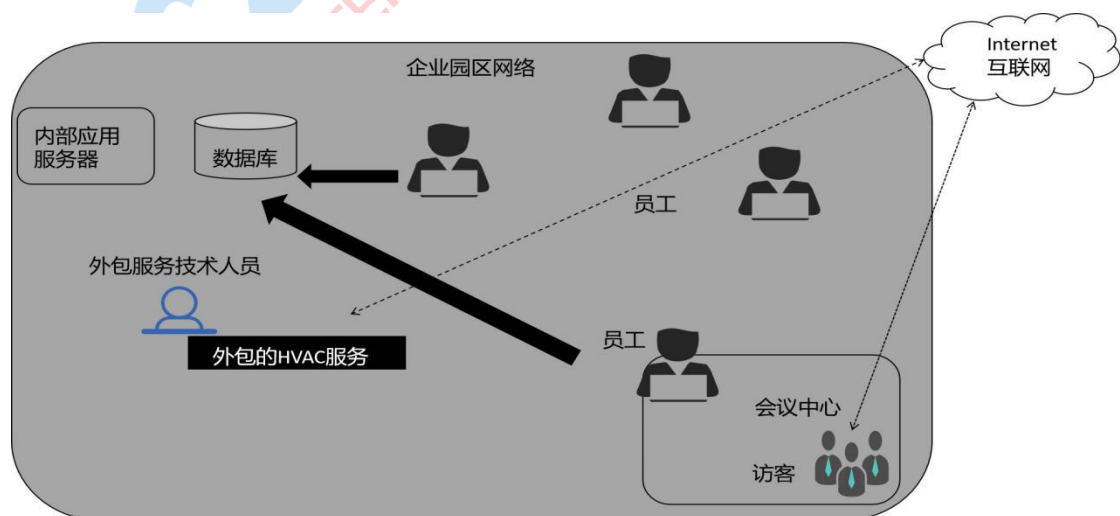 企业园区网络
Internet
互联网
内部应用
服务器
数据库
员工
外包服务技术人员
外包的HVAC服务
员工
会议中心
访客